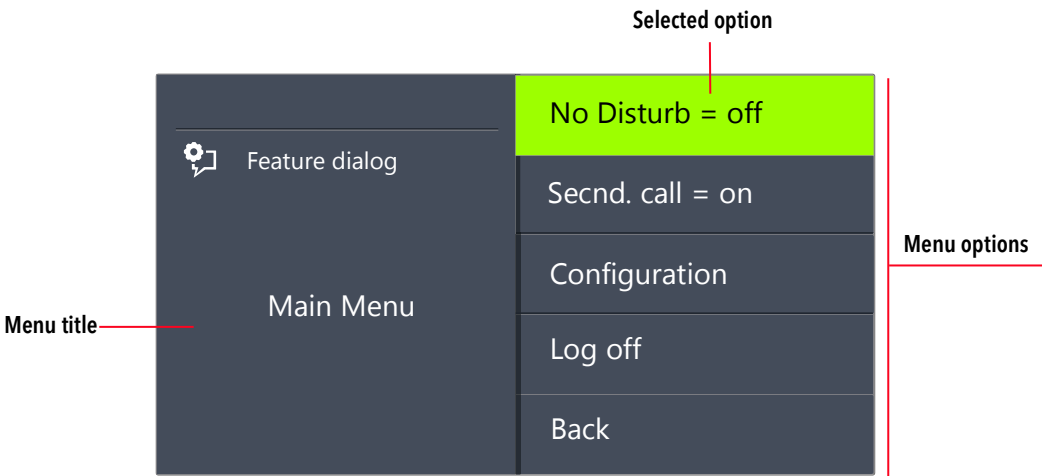 Selected option
No Disturb = off
Feature dialog
Secnd. call = on
Menu options
Configuration
Main Menu
Menu title
Log off
Back